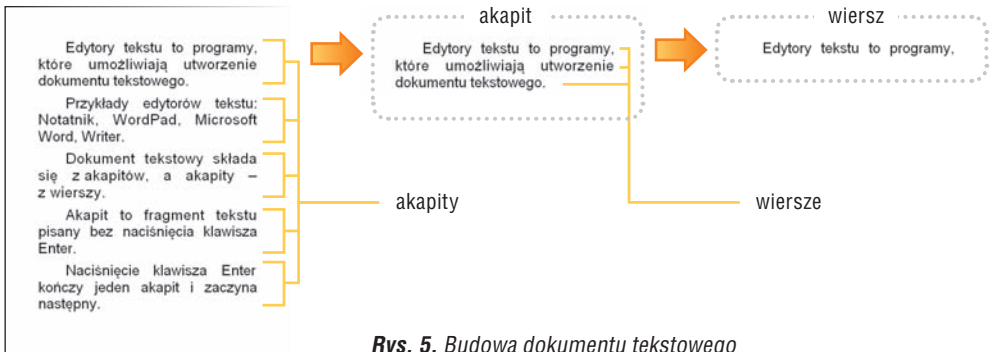 Edytory tekstu to programy,
które umożliwiają utworzenie
dokumentu tekstowego.
Przykłady edytorów tekstu:
Notatnik, WordPad, Microsoft
Word, Writer.
Dokument tekstowy składa
się z akapitów, a akapity –
z wierszy.
Akapit to fragment tekstu
pisany bez naciśnięcia klawisza
Enter.
Naciśnięcie klawisza Enter
kończy jeden akapit i zaczyna
następny.
akapity
akapit
Edytory tekstu to programy,
które umożliwiają utworzenie
dokumentu tekstowego.
wiersze
wiersz
Edytory tekstu to programy,
Rys. 5. Budowa dokumentu tekstowego